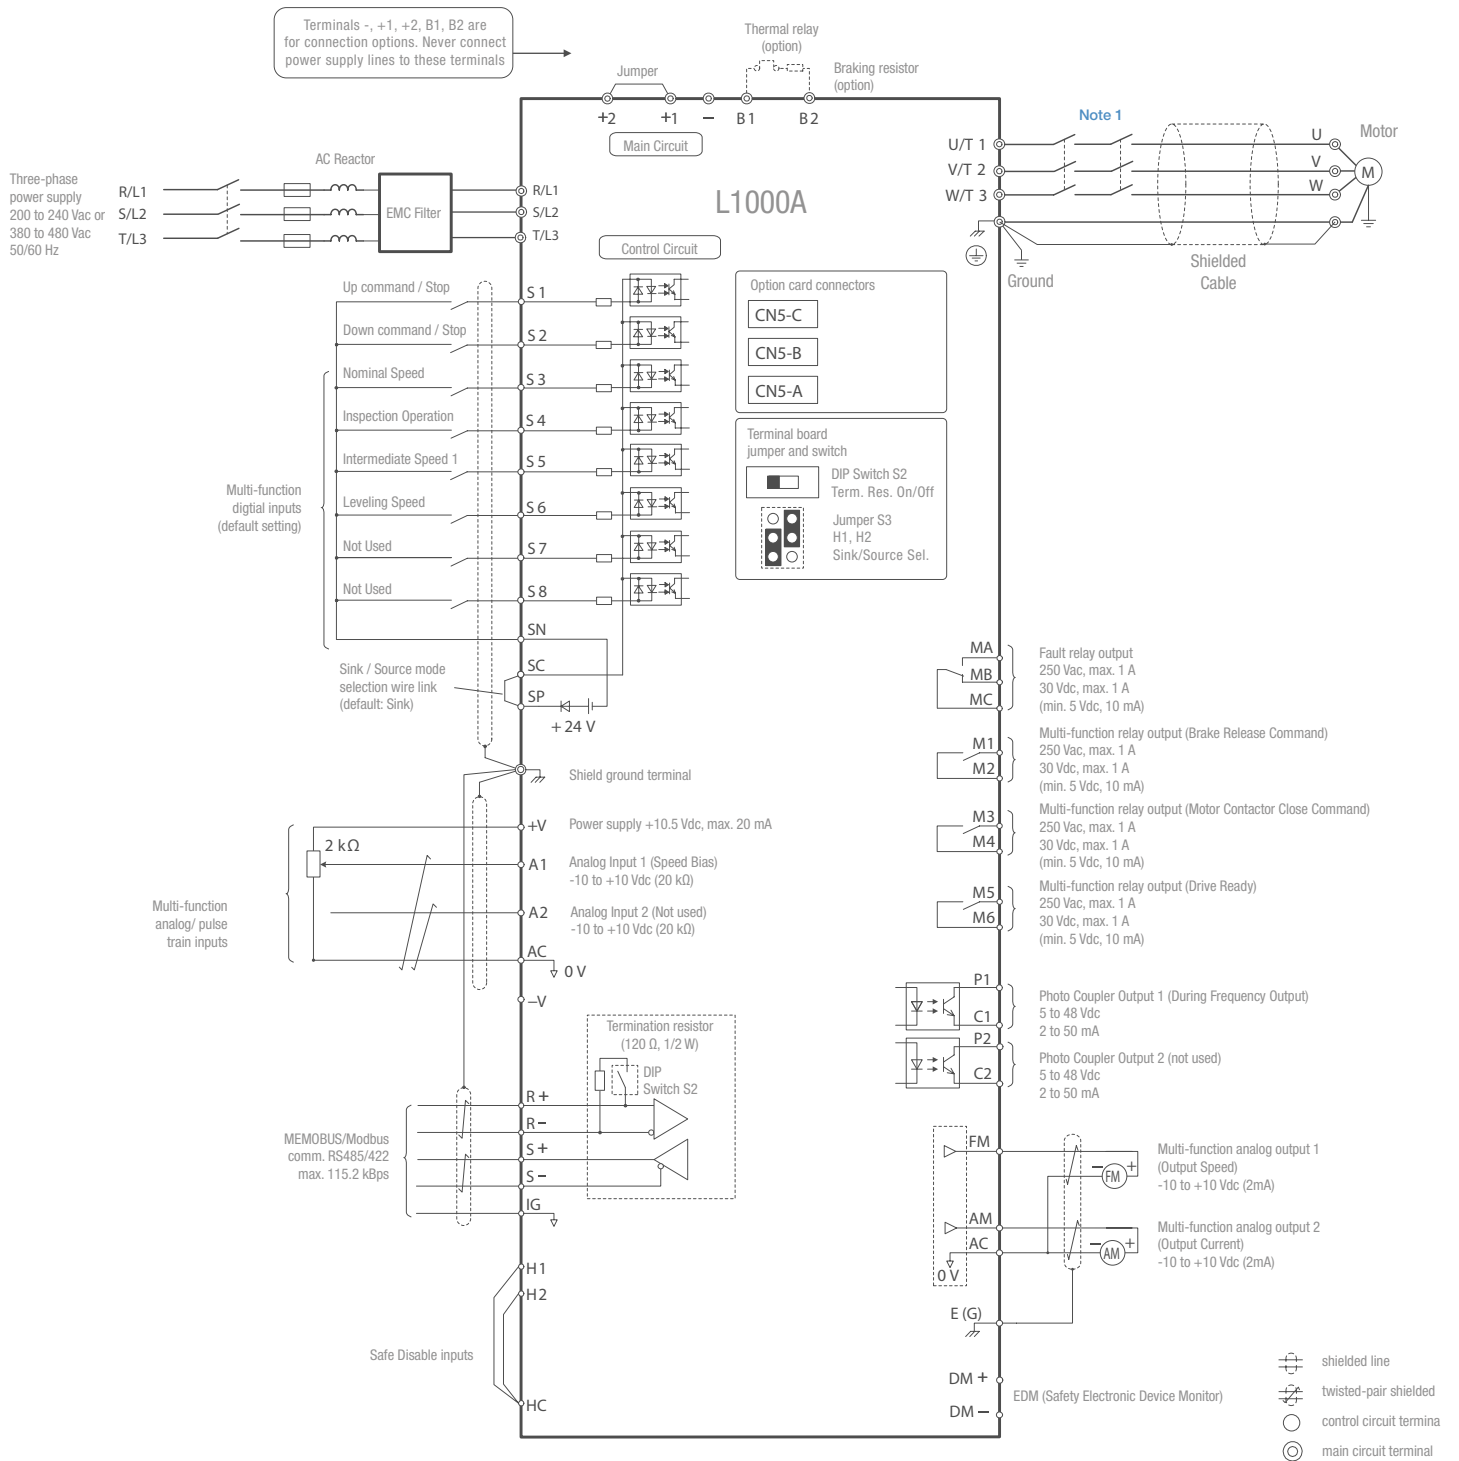 Terminals -, +1, +2, B1, B2 are
for connection options. Never connect
power supply lines to these terminals
Thermal relay
(option)
Jumper
Braking resistor
(option)
+2
+1
–
B1
B2
Main Circuit
Note 1
U/T 1
V/T 2
W/T 3
U
V
W
Motor
M
AC Reactor
Three-phase
power supply
200 to 240 Vac or
380 to 480 Vac
50/60 Hz
R/L1
S/L2
T/L3
EMC Filter
R/L1
S/L2
T/L3
L1000A
Control Circuit
Ground
Shielded
Cable
Up command / Stop
S 1
Down command / Stop
S 2
Nominal Speed
S 3
Inspection Operation
S 4
Intermediate Speed 1
S 5
Leveling Speed
S 6
Not Used
S 7
Not Used
S 8
Multi-function
digtial inputs
(default setting)
SN
SC
SP
Sink / Source mode
selection wire link
(default: Sink)
+ 24 V
Option card connectors
CN5-C
CN5-B
CN5-A
Terminal board
jumper and switch
DIP Switch S2
Term. Res. On/Off
Jumper S3
H1, H2
Sink/Source Sel.
Shield ground terminal
+V
Power supply +10.5 Vdc, max. 20 mA
2 kΩ
A1
Analog Input 1 (Speed Bias)
-10 to +10 Vdc (20 kΩ)
A2
Analog Input 2 (Not used)
-10 to +10 Vdc (20 kΩ)
AC
0 V
–V
Multi-function
analog/ pulse
train inputs
Termination resistor
(120 Ω, 1/2 W)
DIP
Switch S2
R +
R –
S +
S –
IG
MEMOBUS/Modbus
comm. RS485/422
max. 115.2 kBps
H1
H2
Safe Disable inputs
HC
MA
MB
MC
Fault relay output
250 Vac, max. 1 A
30 Vdc, max. 1 A
(min. 5 Vdc, 10 mA)
M1
M2
Multi-function relay output (Brake Release Command)
250 Vac, max. 1 A
30 Vdc, max. 1 A
(min. 5 Vdc, 10 mA)
M3
M4
Multi-function relay output (Motor Contactor Close Command)
250 Vac, max. 1 A
30 Vdc, max. 1 A
(min. 5 Vdc, 10 mA)
M5
M6
Multi-function relay output (Drive Ready)
250 Vac, max. 1 A
30 Vdc, max. 1 A
(min. 5 Vdc, 10 mA)
P1
C1
Photo Coupler Output 1 (During Frequency Output)
5 to 48 Vdc
2 to 50 mA
P2
C2
Photo Coupler Output 2 (not used)
5 to 48 Vdc
2 to 50 mA
FM
– +
FM
Multi-function analog output 1
(Output Speed)
-10 to +10 Vdc (2mA)
AM
AC
0 V
– +
AM
Multi-function analog output 2
(Output Current)
-10 to +10 Vdc (2mA)
E (G)
DM +
DM –
EDM (Safety Electronic Device Monitor)
shielded line
twisted-pair shielded
control circuit termina
main circuit terminal